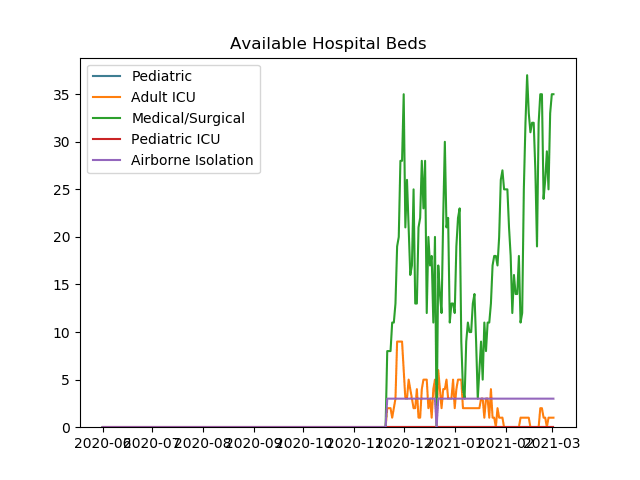 Available Hospital Beds
Pediatric
Adult ICU
Medical/Surgical
Pediatric ICU
Airborne Isolation
35
30
25
20
15
10
5
0
2020-06 2020-07 2020-08 2020-09 2020-10 2020-11 2020-12 2021-01 2021-02 2021-03